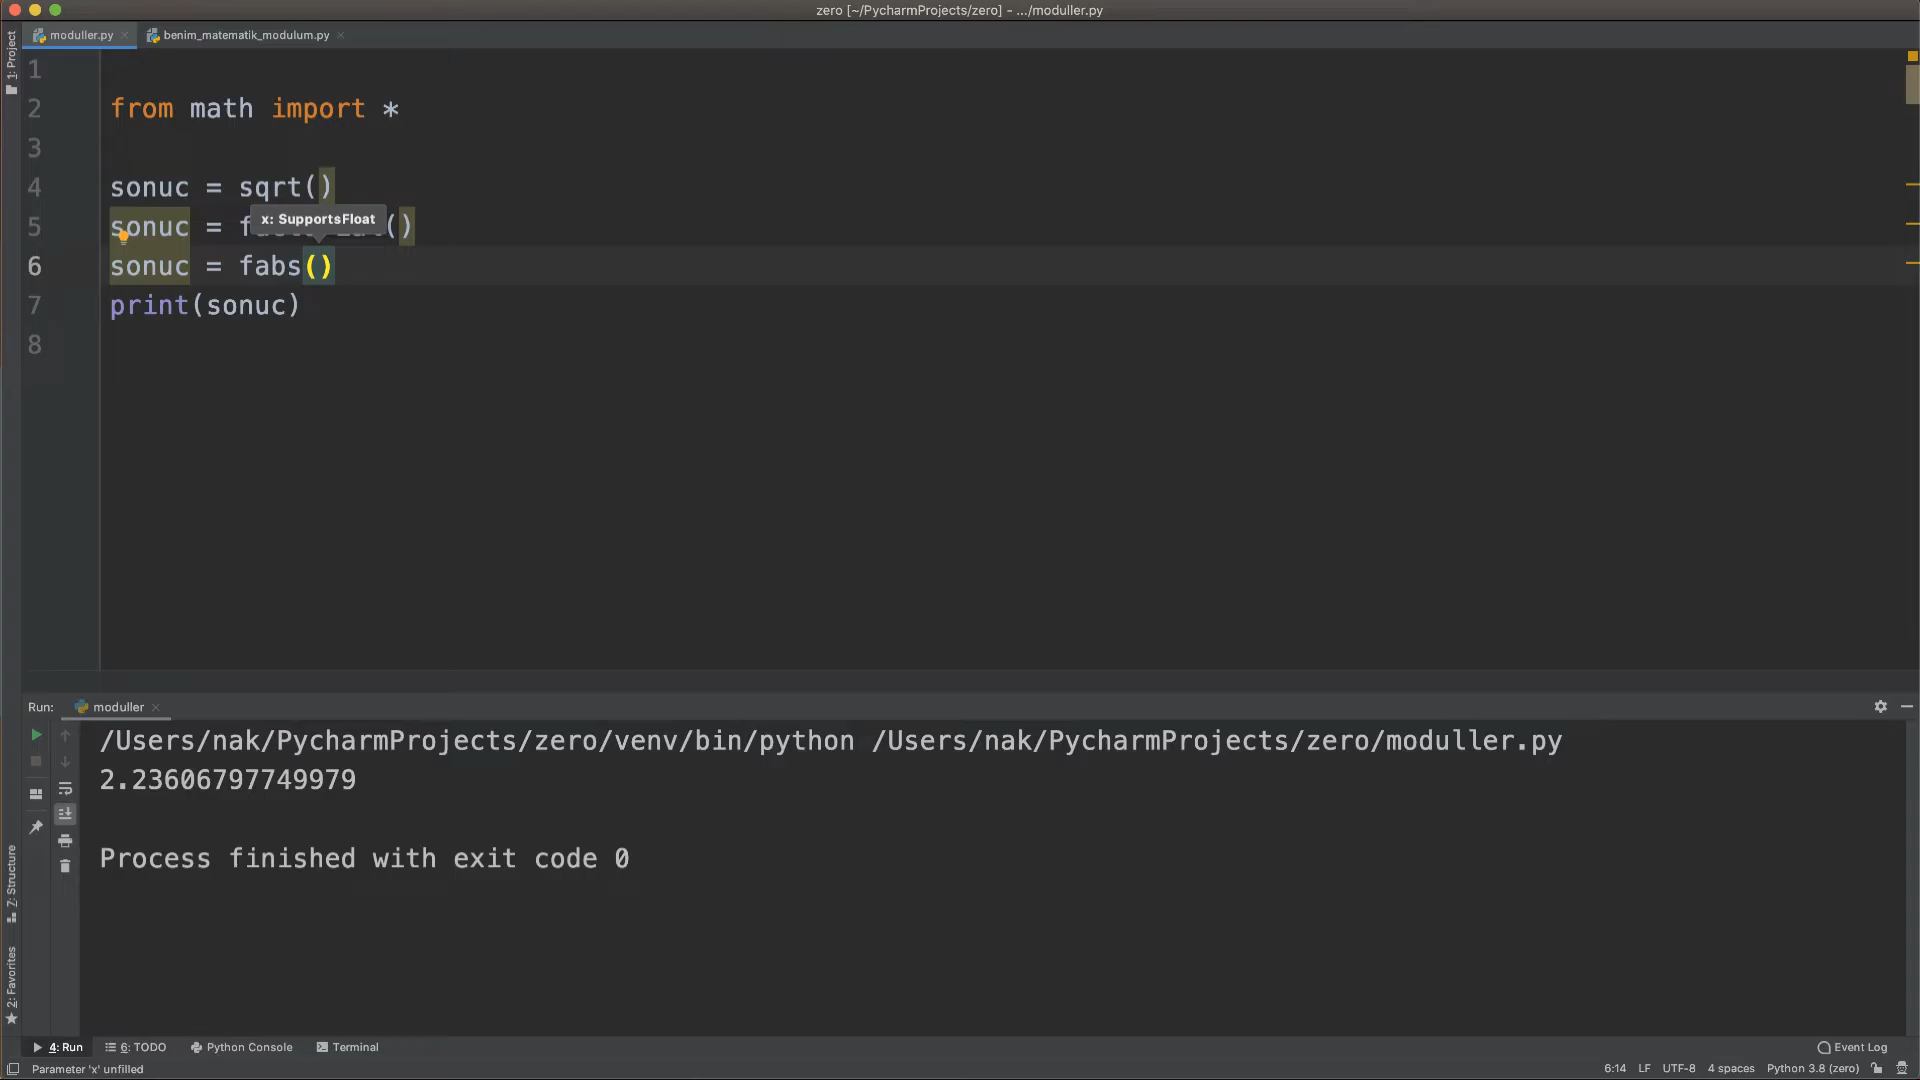 zero [~/PycharmProjects/zero] - .../moduller.py
moduller.py
benim_matematik_modulum.py
1: Project
1
2 from math import *
3
4 sonuc = sqrt()
x: SupportsFloat
5 sonuc = ()
6 sonuc = fabs()
7 print(sonuc)
8
Run: moduller
/Users/nak/PycharmProjects/zero/venv/bin/python /Users/nak/PycharmProjects/zero/moduller.py
2.23606797749979
Process finished with exit code 0
7: Structure
2: Favorites
4: Run 6: TODO Python Console Terminal Event Log
Parameter 'x' unfilled 6:14 LF UTF-8 4 spaces Python 3.8 (zero)